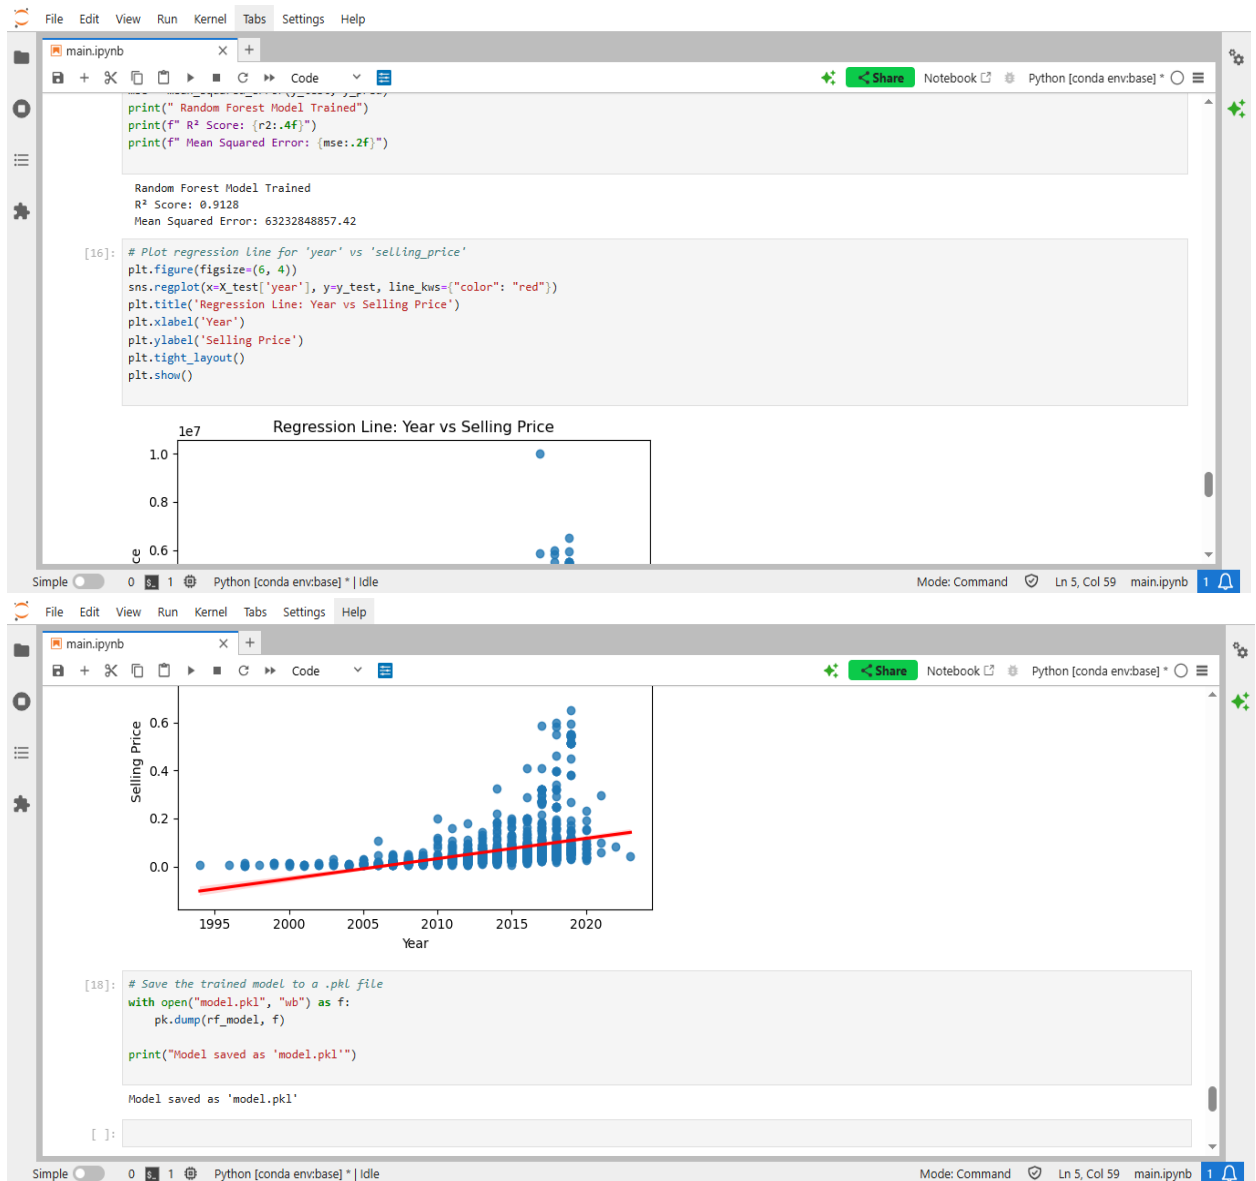 File Edit View Run Kernel Tabs Settings Help
main.ipynb
Code Share Notebook Python [conda env:base] *
mse = mean_squared_error(y_test, y_pred)
print(" Random Forest Model Trained")
print(f" R² Score: {r2:.4f}")
print(f" Mean Squared Error: {mse:.2f}")
Random Forest Model Trained
R² Score: 0.9128
Mean Squared Error: 63232848857.42
[16]: # Plot regression line for 'year' vs 'selling_price'
plt.figure(figsize=(6, 4))
sns.regplot(x=X_test['year'], y=y_test, line_kws={"color": "red"})
plt.title('Regression Line: Year vs Selling Price')
plt.xlabel('Year')
plt.ylabel('Selling Price')
plt.tight_layout()
plt.show()
1e7 Regression Line: Year vs Selling Price
1.0
0.8
0.6
ce
Simple 0 $_ 1 Python [conda env:base] * | Idle Mode: Command Ln 5, Col 59 main.ipynb 1
File Edit View Run Kernel Tabs Settings Help
main.ipynb
Code Share Notebook Python [conda env:base] *
0.6
0.4
0.2
0.0
Selling Price
1995 2000 2005 2010 2015 2020
Year
[18]: # Save the trained model to a .pkl file
with open("model.pkl", "wb") as f:
    pk.dump(rf_model, f)
print("Model saved as 'model.pkl'")
Model saved as 'model.pkl'
[ ]:
Simple 0 $_ 1 Python [conda env:base] * | Idle Mode: Command Ln 5, Col 59 main.ipynb 1